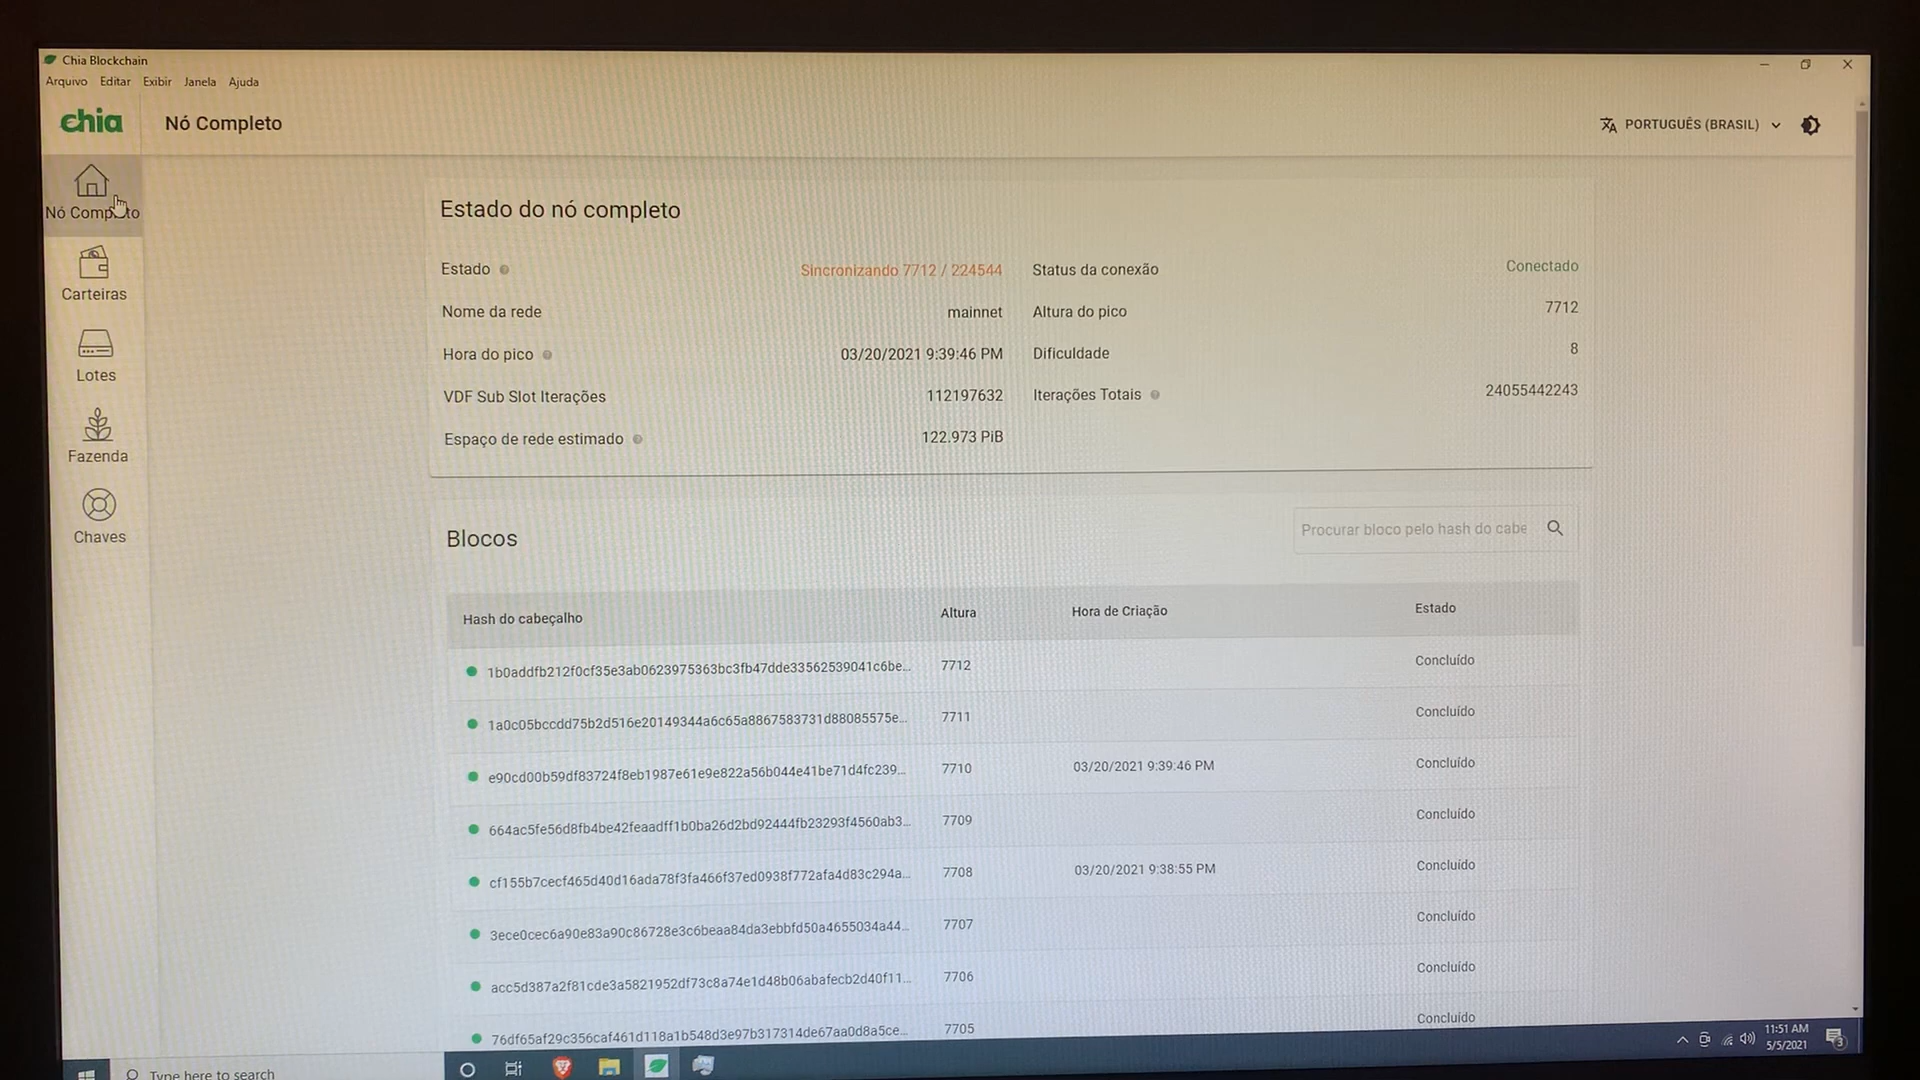 Chia Blockchain
Arquivo Editar Exibir Janela Ajuda
chia Nó Completo PORTUGUÊS (BRASIL)
Nó Completo
Carteiras
Lotes
Fazenda
Chaves
Estado do nó completo
Estado Sincronizando 7712 / 224544 Status da conexão Conectado
Nome da rede mainnet Altura do pico 7712
Hora do pico 03/20/2021 9:39:46 PM Dificuldade 8
VDF Sub Slot Iterações 112197632 Iterações Totais 24055442243
Espaço de rede estimado 122.973 PiB
Blocos Procurar bloco pelo hash do cabe
Hash do cabeçalho Altura Hora de Criação Estado
1b0addfb212f0cf35e3ab0623975363bc3fb47dde33562539041c6be... 7712 Concluído
1a0c05bccdd75b2d516e20149344a6c65a8867583731d88085575e... 7711 Concluído
e90cd00b59df83724f8eb1987e61e9e822a56b044e41be71d4fc239... 7710 03/20/2021 9:39:46 PM Concluído
664ac5fe56d8fb4be42feaadff1b0ba26d2bd92444fb23293f4560ab3... 7709 Concluído
cf155b7cecf465d40d16ada78f3fa466f37ed0938f772afa4d83c294a... 7708 03/20/2021 9:38:55 PM Concluído
3ece0cec6a90e83a90c86728e3c6beaa84da3ebbfd50a4655034a44... 7707 Concluído
acc5d387a2f81cde3a5821952df73c8a74e1d48b06abafecb2d40f11... 7706 Concluído
76df65af29c356caf461d118a1b548d3e97b317314de67aa0d8a5ce... 7705 Concluído
Type here to search
11:51 AM
5/5/2021
3